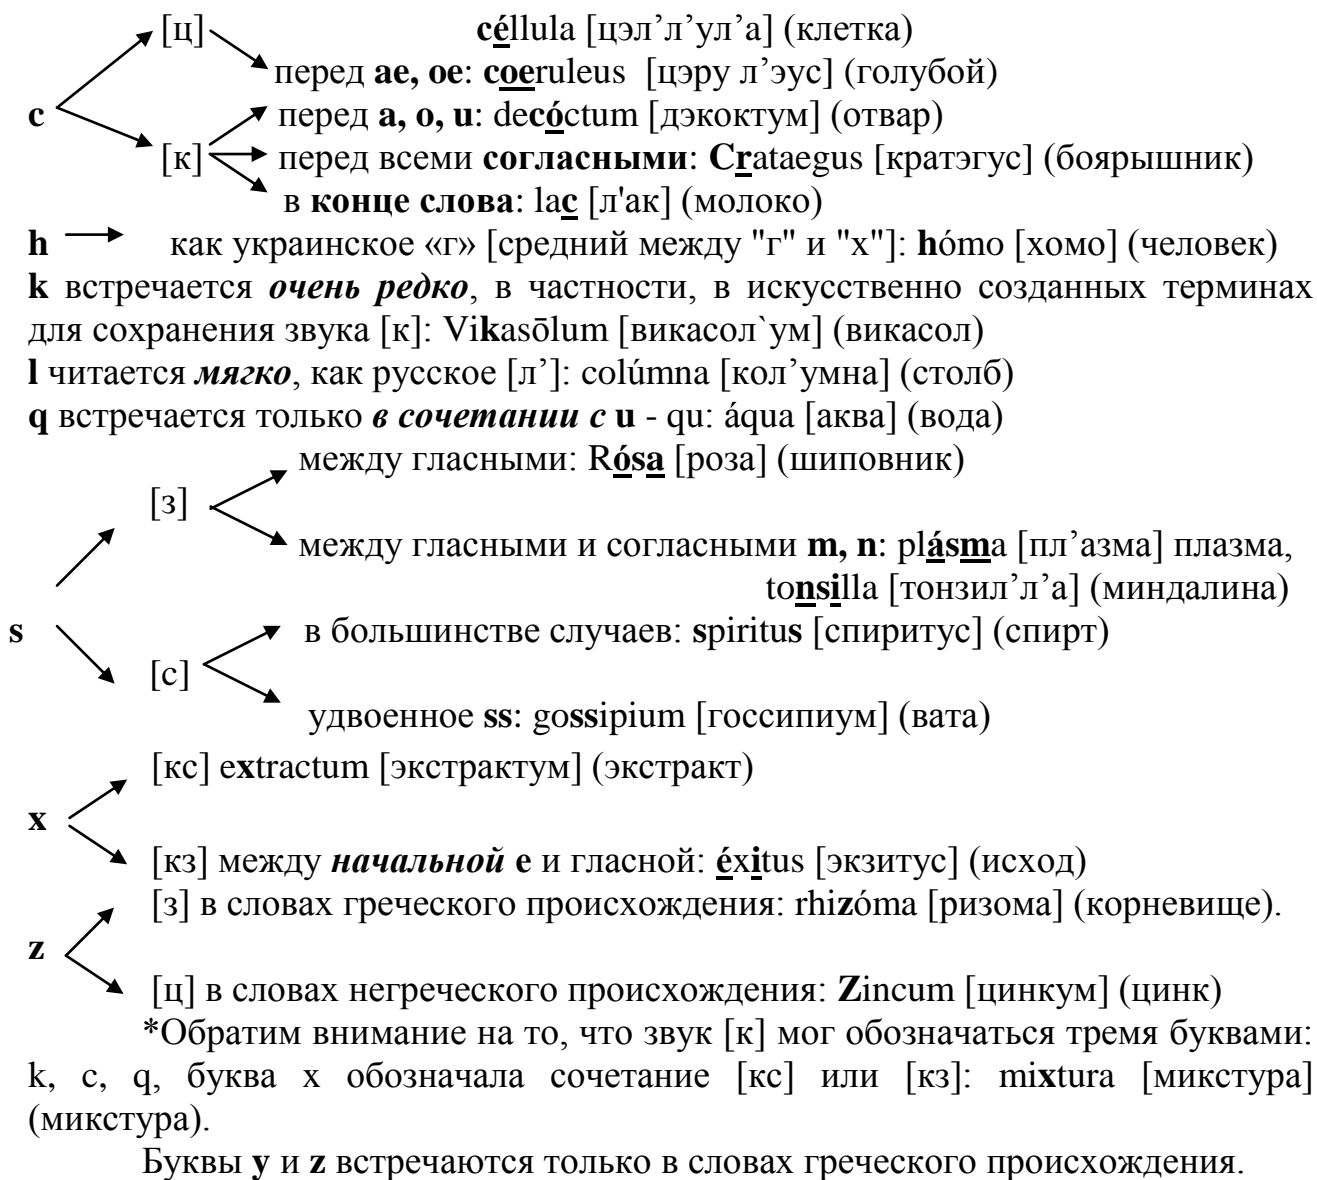 [ц] céllula [цэл’л’ул’а] (клетка)
перед ae, oe: coeruleus [цэру л’эус] (голубой)
c перед a, o, u: decóctum [дэкоктум] (отвар)
[к] перед всеми согласными: Crataegus [кратэгус] (боярышник)
в конце слова: lac [л'ак] (молоко)
h как украинское «г» [средний между "г" и "х"]: hómo [хомо] (человек)
k встречается очень редко, в частности, в искусственно созданных терминах
для сохранения звука [к]: Vikasōlum [викасол`ум] (викасол)
l читается мягко, как русское [л’]: colúmna [кол’умна] (столб)
q встречается только в сочетании с u - qu: áqua [аква] (вода)
между гласными: Rósa [роза] (шиповник)
[з]
между гласными и согласными m, n: plásma [пл’азма] плазма,
tonsilla [тонзил’л’а] (миндалина)
s в большинстве случаев: spiritus [спиритус] (спирт)
[с]
удвоенное ss: gossipium [госсипиум] (вата)
[кс] extractum [экстрактум] (экстракт)
x
[кз] между начальной e и гласной: éxitus [экзитус] (исход)
[з] в словах греческого происхождения: rhizóma [ризома] (корневище).
z
[ц] в словах негреческого происхождения: Zincum [цинкум] (цинк)
*Обратим внимание на то, что звук [к] мог обозначаться тремя буквами:
k, c, q, буква x обозначала сочетание [кс] или [кз]: mixtura [микстура]
(микстура).
Буквы y и z встречаются только в словах греческого происхождения.